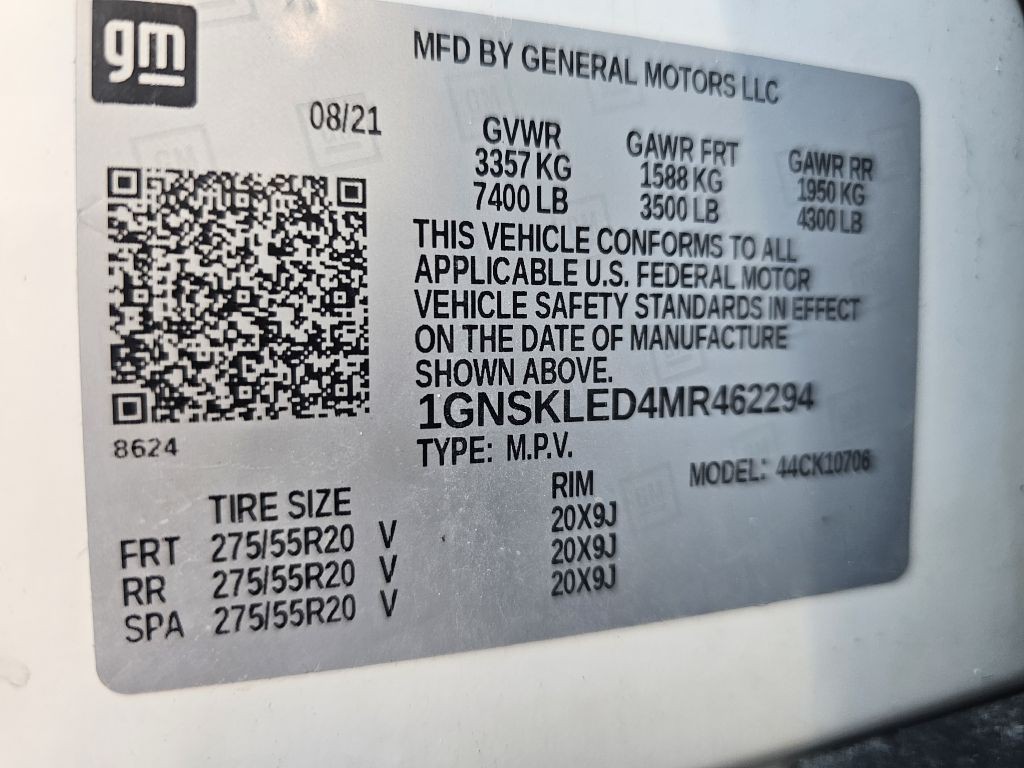 gm
MFD BY GENERAL MOTORS LLC
08/21
GVWR GAWR FRT GAWR RR
3357 KG 1588 KG 1950 KG
7400 LB 3500 LB 4300 LB
THIS VEHICLE CONFORMS TO ALL
APPLICABLE U.S. FEDERAL MOTOR
VEHICLE SAFETY STANDARDS IN EFFECT
ON THE DATE OF MANUFACTURE
SHOWN ABOVE.
1GNSKLED4MR462294
8624
TYPE: M.P.V. MODEL: 44CK10706
TIRE SIZE RIM
FRT 275/55R20 V 20X9J
RR 275/55R20 V 20X9J
SPA 275/55R20 V 20X9J